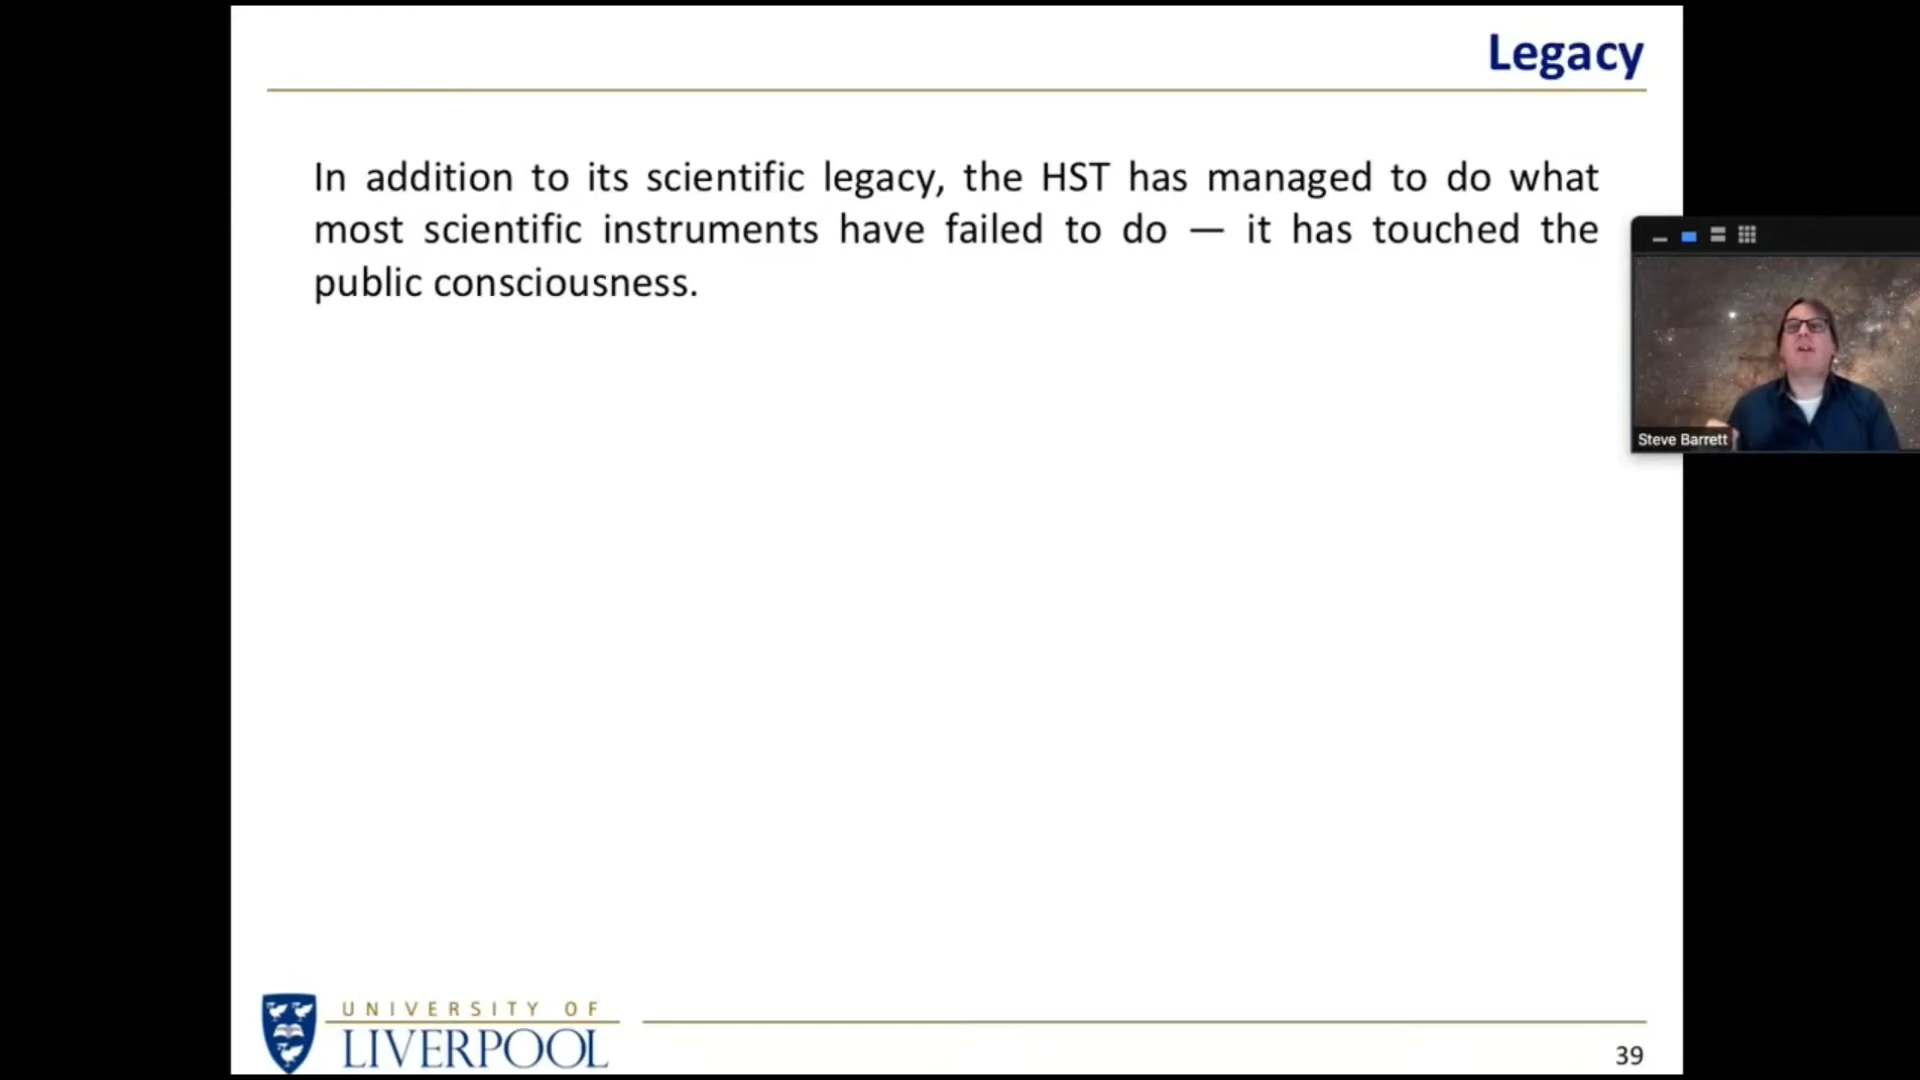 Legacy
In addition to its scientific legacy, the HST has managed to do what
most scientific instruments have failed to do — it has touched the
public consciousness.
Steve Barrett
UNIVERSITY OF
LIVERPOOL
39